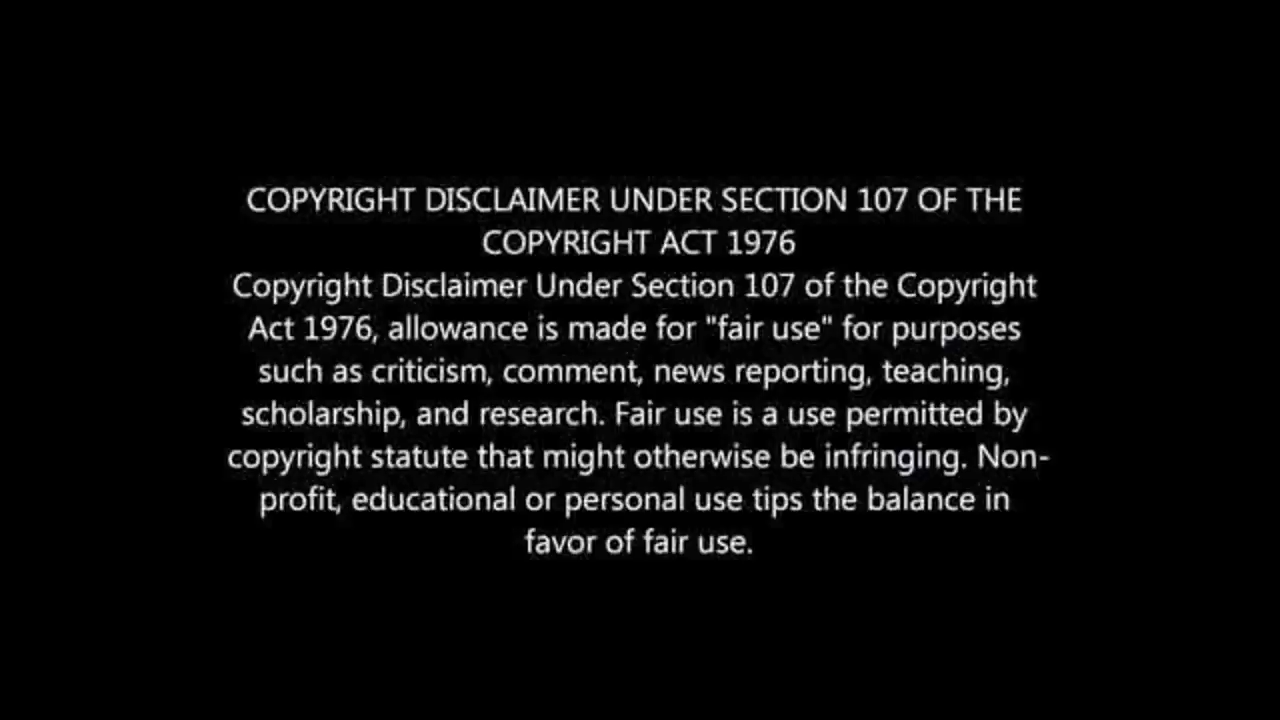 COPYRIGHT DISCLAIMER UNDER SECTION 107 OF THE
COPYRIGHT ACT 1976
Copyright Disclaimer Under Section 107 of the Copyright
Act 1976, allowance is made for "fair use" for purposes
such as criticism, comment, news reporting, teaching,
scholarship, and research. Fair use is a use permitted by
copyright statute that might otherwise be infringing. Non-
profit, educational or personal use tips the balance in
favor of fair use.